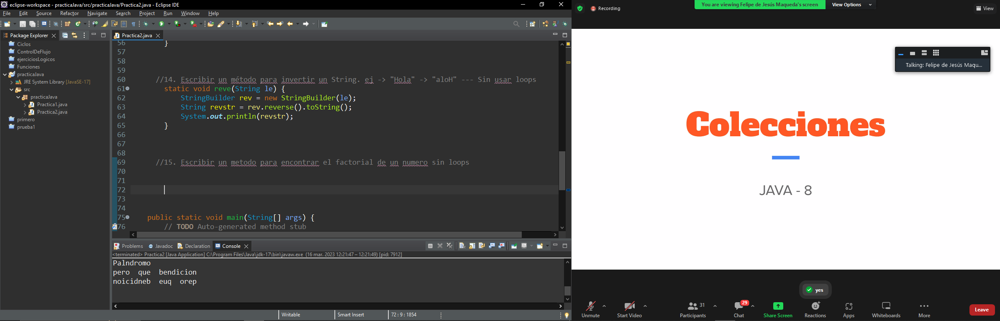 eclipse-workspace - practicaJava/src/practicaJava/Practica2.java - Eclipse IDE
File Edit Source Refactor Navigate Search Project Run Window Help
Package Explorer
Ciclos
ControlDeFlujo
ejerciciosLogicos
Funciones
practicaJava
JRE System Library [JavaSE-17]
src
practicaJava
Practica1.java
Practica2.java
primero
prueba1
Practica2.java
56 }
57
58
59
60 //14. Escribir un método para invertir un String. ej -> "Hola" -> "aloH" --- Sin usar loops
61 static void reve(String le) {
62 StringBuilder rev = new StringBuilder(le);
63 String revstr = rev.reverse().toString();
64 System.out.println(revstr);
65 }
66
67
68
69 //15. Escribir un metodo para encontrar el factorial de un numero sin loops
70
71
72
73
74
75 public static void main(String[] args) {
76 // TODO Auto-generated method stub
Problems Javadoc Declaration Console
<terminated> Practica2 [Java Application] C:\Program Files\Java\jdk-17\bin\javaw.exe (16 mar. 2023 12:21:47 – 12:21:49) [pid: 7912]
Palndromo
pero que bendicion
noicidneb euq orep
Writable Smart Insert 72 : 9 : 1854
Recording
You are viewing Felipe de Jesús Maqueda's screen View Options
View
Talking: Felipe de Jesús Maqu...
Colecciones
JAVA - 8
yes
Unmute Start Video Participants 31 Chat 29 Share Screen Reactions Apps Whiteboards More Leave